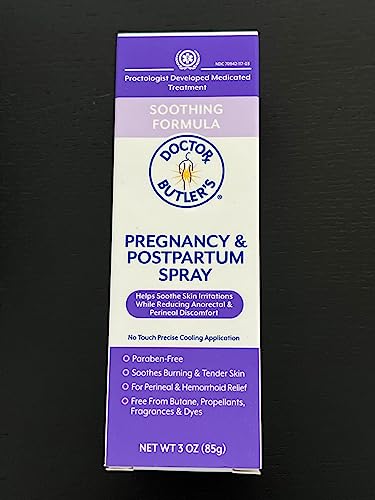 NDC 70942-117-03
Proctologist Developed Medicated
Treatment
SOOTHING
FORMULA
DOCTOR
BUTLER'S®
PREGNANCY &
POSTPARTUM
SPRAY
Helps Soothe Skin Irritations
While Reducing Anorectal &
Perineal Discomfort
No Touch Precise Cooling Application
Paraben-Free
Soothes Burning & Tender Skin
For Perineal & Hemorrhoid Relief
Free From Butane, Propellants,
Fragrances & Dyes
NET WT 3 OZ (85g)